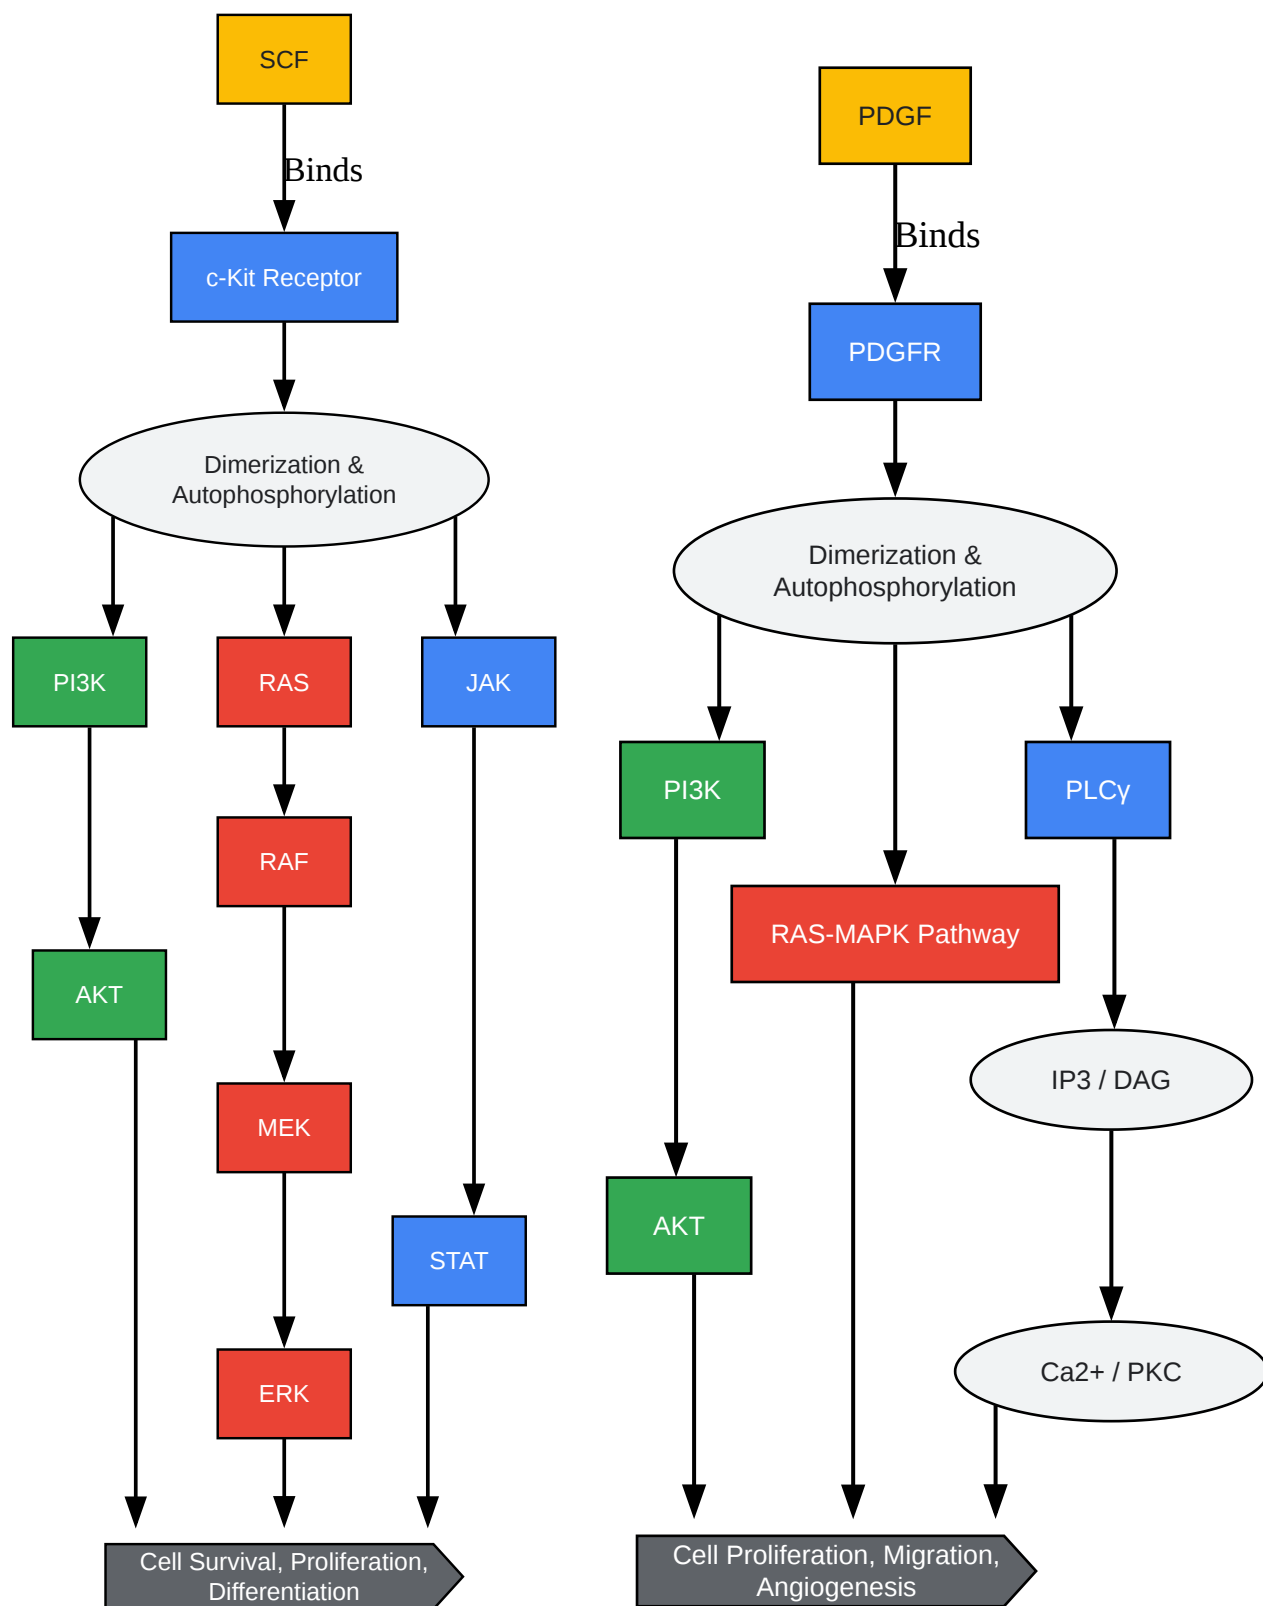 SCF
Binds
c-Kit Receptor
Dimerization &
Autophosphorylation
PI3K
RAS
JAK
RAF
AKT
MEK
STAT
ERK
Cell Survival, Proliferation,
Differentiation
PDGF
Binds
PDGFR
Dimerization &
Autophosphorylation
PI3K
PLCγ
RAS-MAPK Pathway
IP3 / DAG
AKT
Ca2+ / PKC
Cell Proliferation, Migration,
Angiogenesis